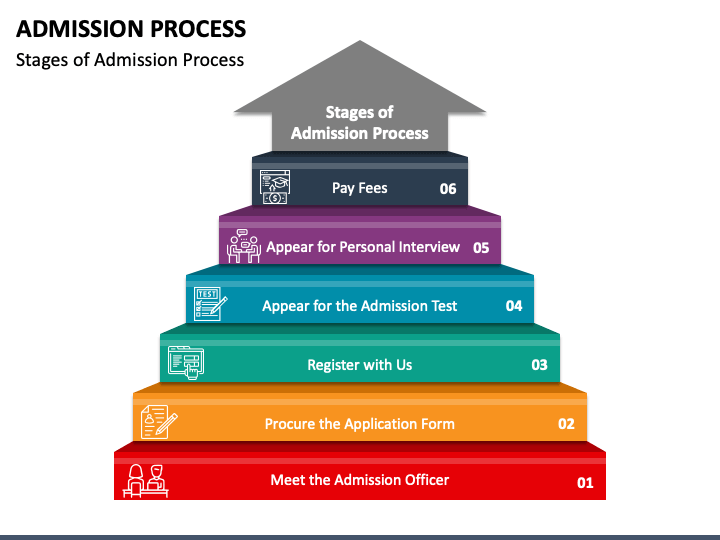 ADMISSION PROCESS
Stages of Admission Process
Stages of
Admission Process
Pay Fees 06
Appear for Personal Interview 05
TEST
Appear for the Admission Test 04
Register with Us 03
Procure the Application Form 02
Meet the Admission Officer 01